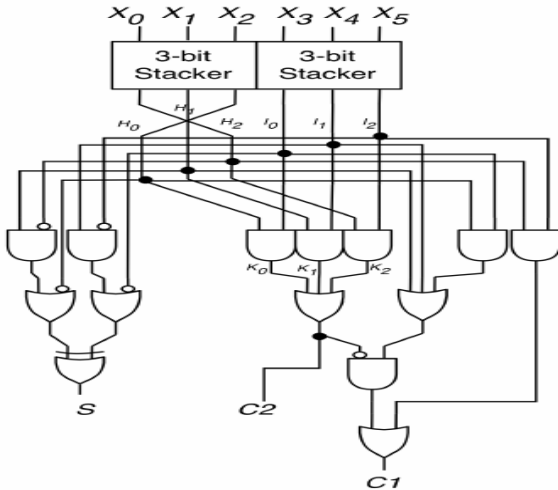 X0 X1 X2 X3 X4 X5
3-bit Stacker
3-bit Stacker
H0 H1 H2 I0 I1 I2
K0 K1 K2
S
C2
C1